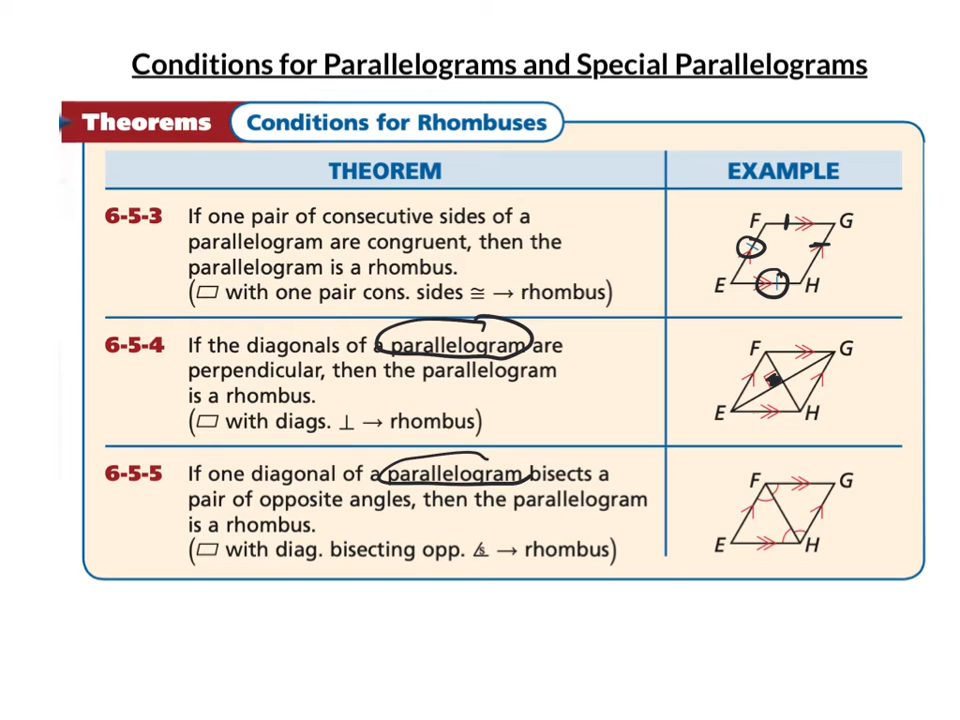 Conditions for Parallelograms and Special Parallelograms
Theorems Conditions for Rhombuses
THEOREM EXAMPLE
6-5-3 If one pair of consecutive sides of a
parallelogram are congruent, then the
parallelogram is a rhombus.
(▱ with one pair cons. sides ≅ → rhombus)
F G
E H
6-5-4 If the diagonals of a parallelogram are
perpendicular, then the parallelogram
is a rhombus.
(▱ with diags. ⊥ → rhombus)
F G
E H
6-5-5 If one diagonal of a parallelogram bisects a
pair of opposite angles, then the parallelogram
is a rhombus.
(▱ with diag. bisecting opp. ∠s → rhombus)
F G
E H